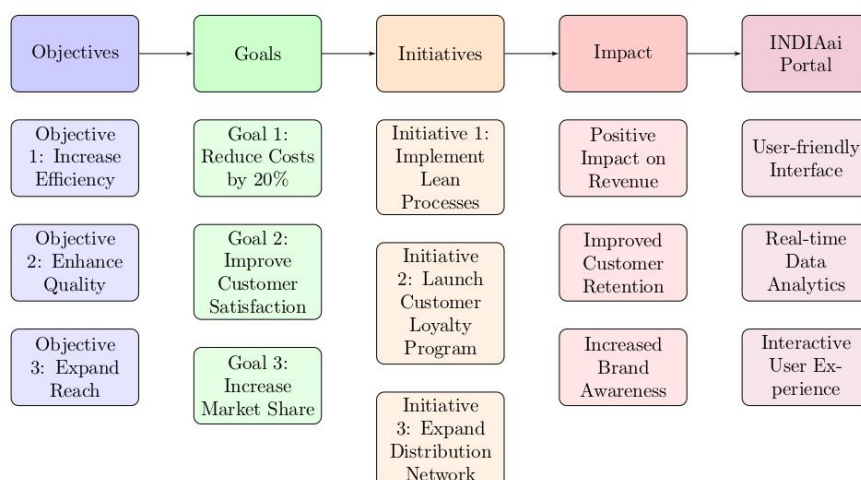 Objectives
Goals
Initiatives
Impact
INDIAai
Portal
Objective
1: Increase
Efficiency
Objective
2: Enhance
Quality
Objective
3: Expand
Reach
Goal 1:
Reduce Costs
by 20%
Goal 2:
Improve
Customer
Satisfaction
Goal 3:
Increase
Market Share
Initiative 1:
Implement
Lean
Processes
Initiative
2: Launch
Customer
Loyalty
Program
Initiative
3: Expand
Distribution
Network
Positive
Impact on
Revenue
Improved
Customer
Retention
Increased
Brand
Awareness
User-friendly
Interface
Real-time
Data
Analytics
Interactive
User Ex-
perience